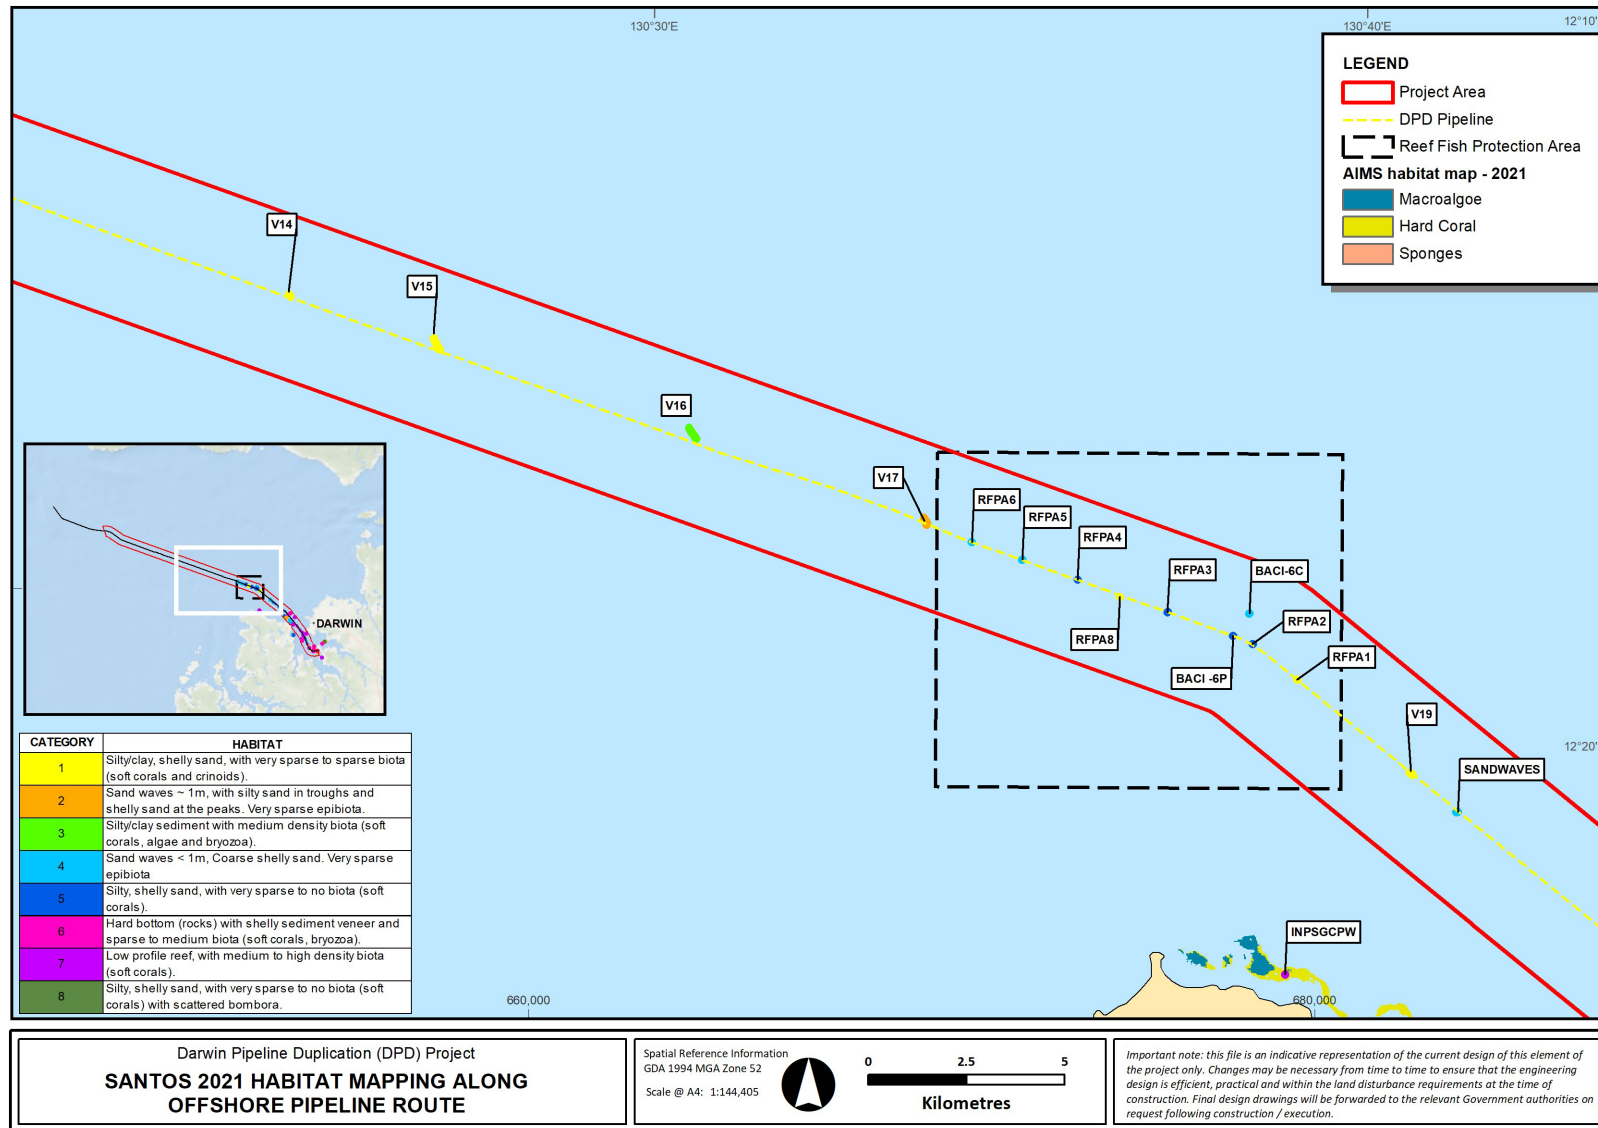 130°30'E
130°40'E
12°10'
LEGEND
Project Area
DPD Pipeline
Reef Fish Protection Area
AIMS habitat map - 2021
Macroalgoe
Hard Coral
Sponges
V14
V15
V16
V17
RFPA6
RFPA5
RFPA4
RFPA3
BACI-6C
RFPA2
RFPA8
RFPA1
BACI -6P
V19
SANDWAVES
12°20'
INPSGCPW
DARWIN
CATEGORY HABITAT
1 Silty/clay, shelly sand, with very sparse to sparse biota
(soft corals and crinoids).
2 Sand waves ~ 1m, with silty sand in troughs and
shelly sand at the peaks. Very sparse epibiota.
3 Silty/clay sediment with medium density biota (soft
corals, algae and bryozoa).
4 Sand waves < 1m, Coarse shelly sand. Very sparse
epibiota
5 Silty, shelly sand, with very sparse to no biota (soft
corals).
6 Hard bottom (rocks) with shelly sediment veneer and
sparse to medium biota (soft corals, bryozoa).
7 Low profile reef, with medium to high density biota
(soft corals).
8 Silty, shelly sand, with very sparse to no biota (soft
corals) with scattered bombora.
660,000
680,000
Darwin Pipeline Duplication (DPD) Project
SANTOS 2021 HABITAT MAPPING ALONG
OFFSHORE PIPELINE ROUTE
Spatial Reference Information
GDA 1994 MGA Zone 52
Scale @ A4: 1:144,405
0 2.5 5
Kilometres
Important note: this file is an indicative representation of the current design of this element of
the project only. Changes may be necessary from time to time to ensure that the engineering
design is efficient, practical and within the land disturbance requirements at the time of
construction. Final design drawings will be forwarded to the relevant Government authorities on
request following construction / execution.